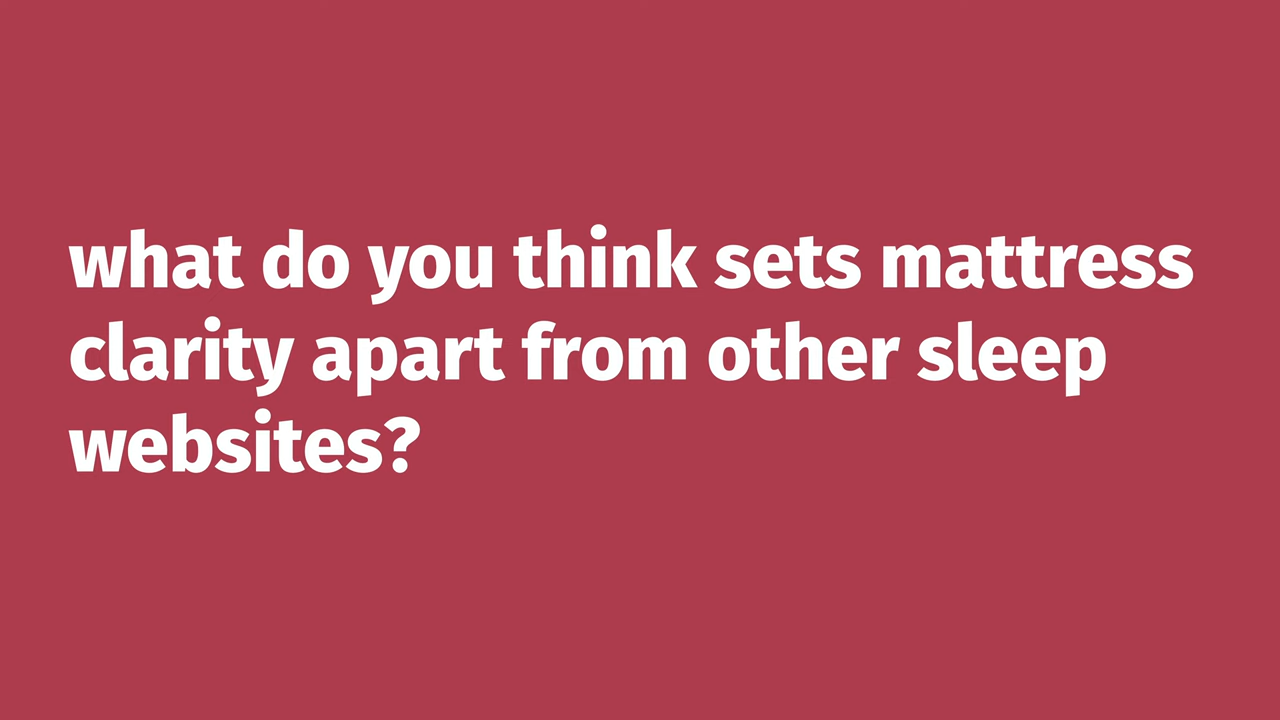 what do you think sets mattress
clarity apart from other sleep
websites?